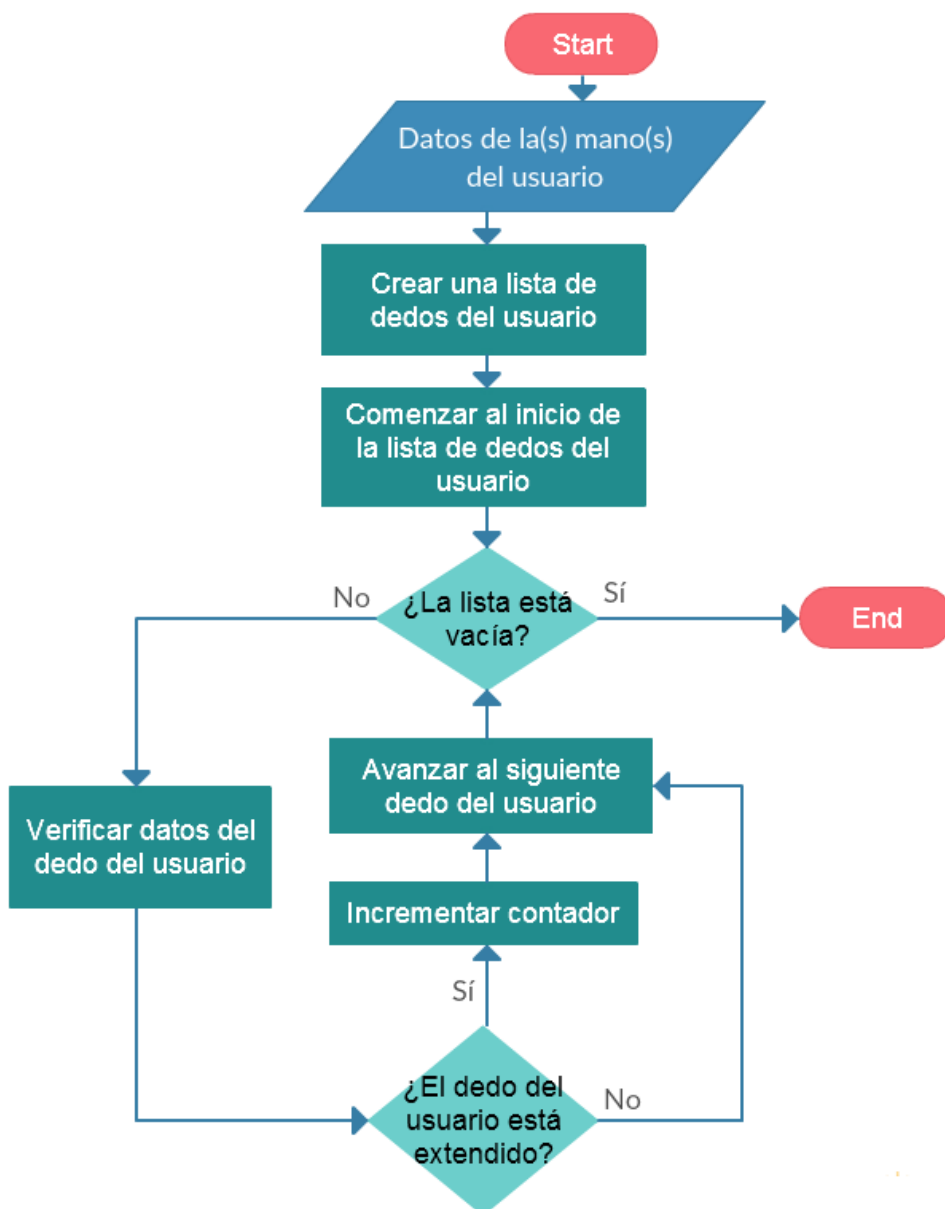 Start
Datos de la(s) mano(s)
del usuario
Crear una lista de
dedos del usuario
Comenzar al inicio de
la lista de dedos del
usuario
No
¿La lista está
vacía?
Sí
End
Avanzar al siguiente
dedo del usuario
Verificar datos del
dedo del usuario
Incrementar contador
Sí
¿El dedo del
usuario está
extendido?
No